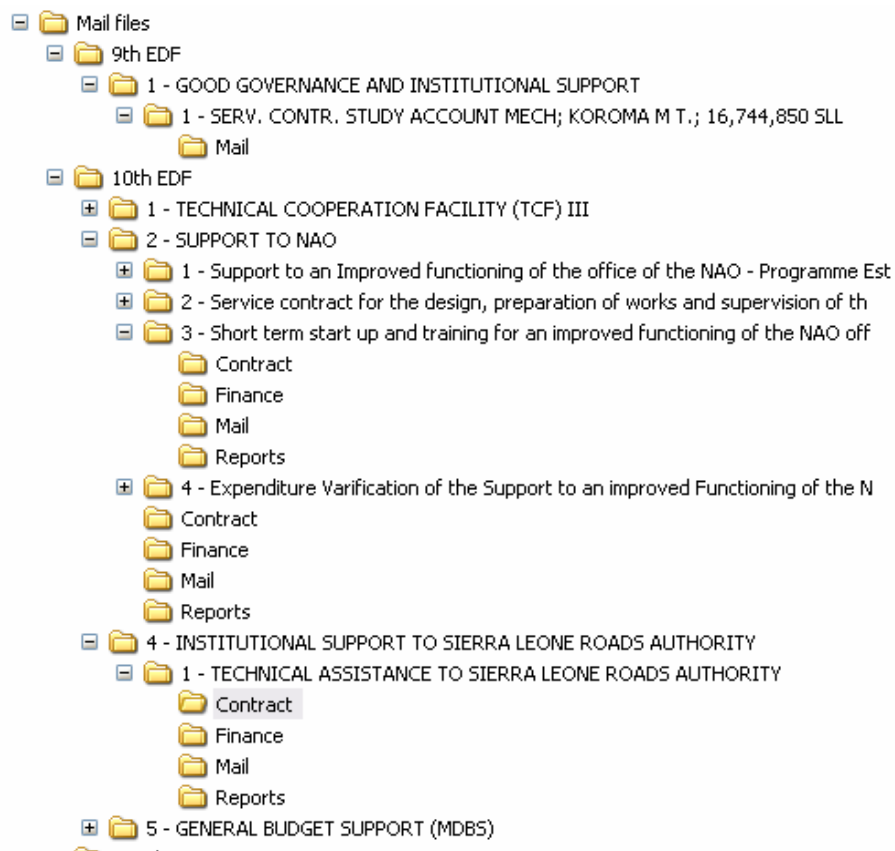 Mail files
9th EDF
1 - GOOD GOVERNANCE AND INSTITUTIONAL SUPPORT
1 - SERV. CONTR. STUDY ACCOUNT MECH; KOROMA M T.; 16,744,850 SLL
Mail
10th EDF
1 - TECHNICAL COOPERATION FACILITY (TCF) III
2 - SUPPORT TO NAO
1 - Support to an Improved functioning of the office of the NAO - Programme Est
2 - Service contract for the design, preparation of works and supervision of th
3 - Short term start up and training for an improved functioning of the NAO off
Contract
Finance
Mail
Reports
4 - Expenditure Varification of the Support to an improved Functioning of the N
Contract
Finance
Mail
Reports
4 - INSTITUTIONAL SUPPORT TO SIERRA LEONE ROADS AUTHORITY
1 - TECHNICAL ASSISTANCE TO SIERRA LEONE ROADS AUTHORITY
Contract
Finance
Mail
Reports
5 - GENERAL BUDGET SUPPORT (MDBS)